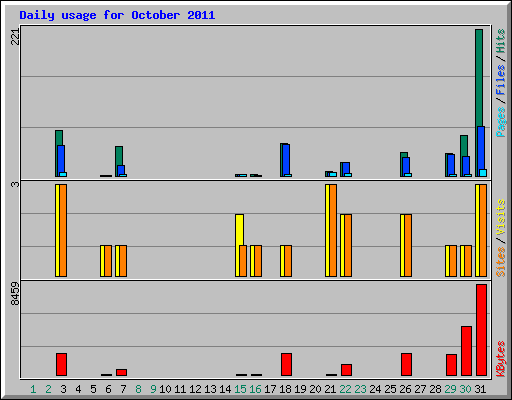 Daily usage for October 2011
221
Pages / Files / Hits
3
Sites / Visits
8459
KBytes
1 2 3 4 5 6 7 8 9 10 11 12 13 14 15 16 17 18 19 20 21 22 23 24 25 26 27 28 29 30 31